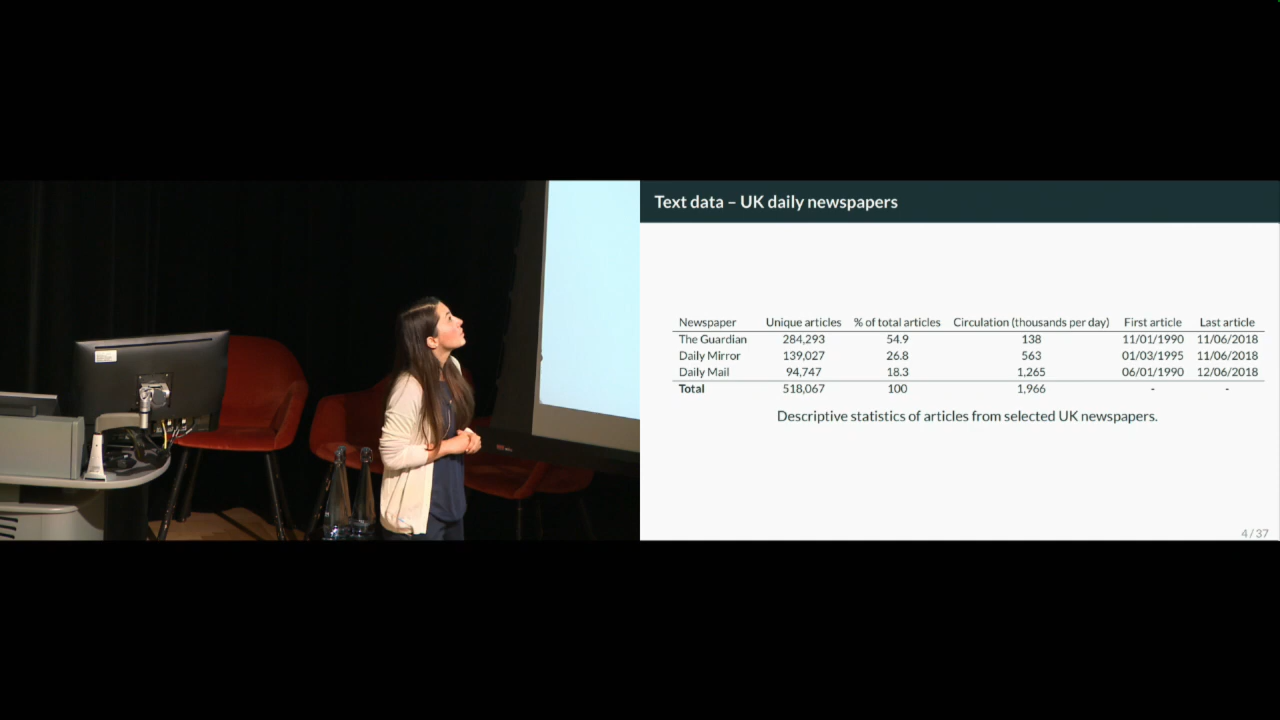 Text data – UK daily newspapers
Newspaper Unique articles % of total articles Circulation (thousands per day) First article Last article
The Guardian 284,293 54.9 138 11/01/1990 11/06/2018
Daily Mirror 139,027 26.8 563 01/03/1995 11/06/2018
Daily Mail 94,747 18.3 1,265 06/01/1990 12/06/2018
Total 518,067 100 1,966 - -
Descriptive statistics of articles from selected UK newspapers.
4/37